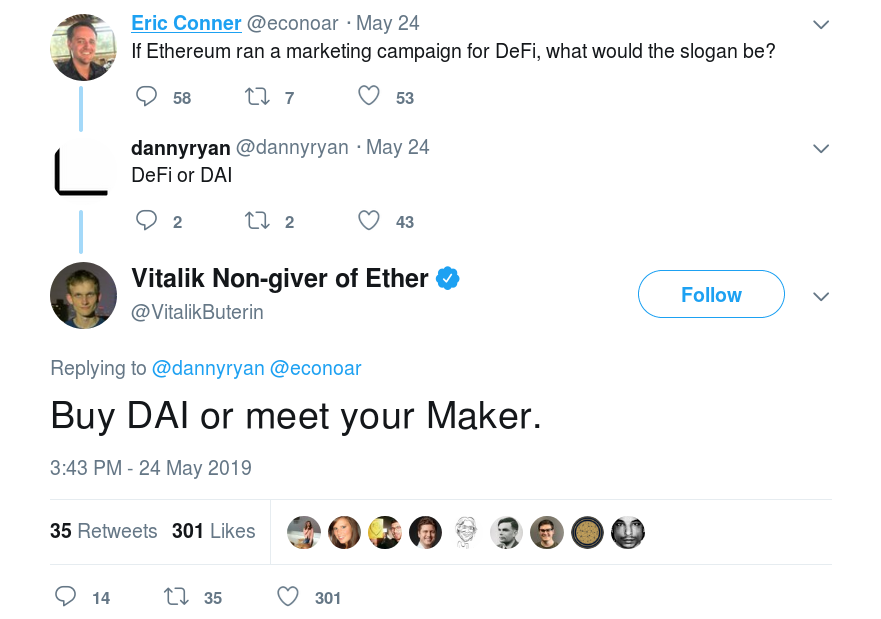 Eric Conner @econoar · May 24
If Ethereum ran a marketing campaign for DeFi, what would the slogan be?
58 7 53
dannyryan @dannyryan · May 24
DeFi or DAI
2 2 43
Vitalik Non-giver of Ether
@VitalikButerin
Follow
Replying to @dannyryan @econoar
Buy DAI or meet your Maker.
3:43 PM - 24 May 2019
35 Retweets 301 Likes
14 35 301